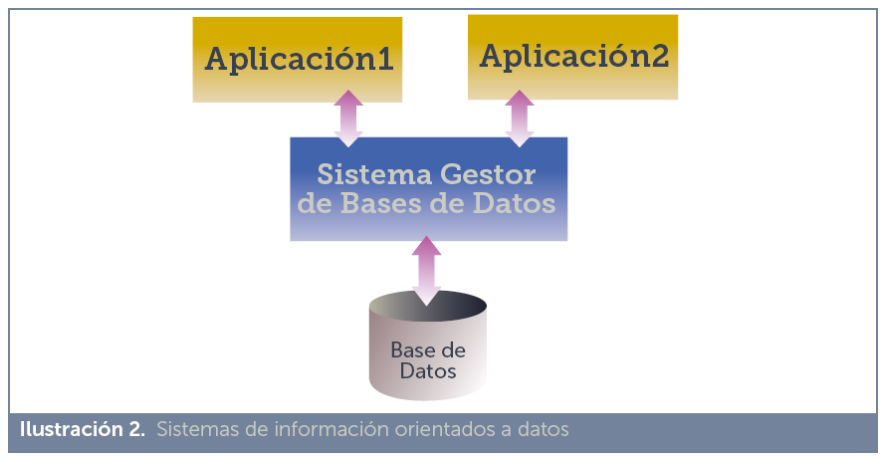 Aplicación1
Aplicación2
Sistema Gestor
de Bases de Datos
Base de
Datos
Ilustración 2. Sistemas de información orientados a datos